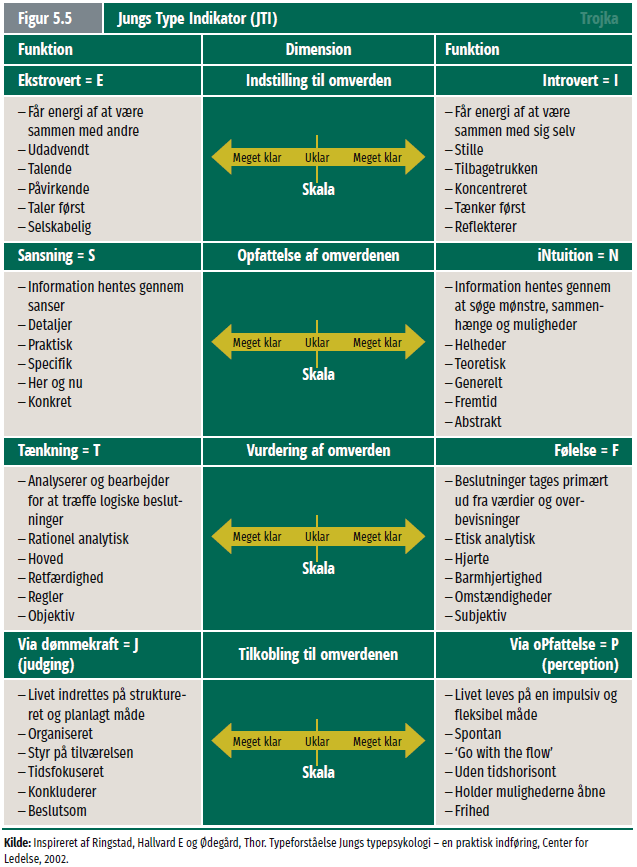 Figur 5.5
Jungs Type Indikator (JTI)
Trojka
Funktion
Dimension
Funktion
Ekstrovert = E
Indstilling til omverden
Introvert = I
– Får energi af at være
sammen med andre
– Udadvendt
– Talende
– Påvirkende
– Taler først
– Selskabelig
Meget klar Uklar Meget klar
Skala
– Får energi af at være
sammen med sig selv
– Stille
– Tilbagetrukken
– Koncentreret
– Tænker først
– Reflekterer
Sansning = S
Opfattelse af omverdenen
iNtuition = N
– Information hentes gennem
sanser
– Detaljer
– Praktisk
– Specifik
– Her og nu
– Konkret
Meget klar Uklar Meget klar
Skala
– Information hentes gennem
at søge mønstre, sammen-
hænge og muligheder
– Helheder
– Teoretisk
– Generelt
– Fremtid
– Abstrakt
Tænkning = T
Vurdering af omverden
Følelse = F
– Analyserer og bearbejder
for at træffe logiske beslut-
ninger
– Rationel analytisk
– Hoved
– Retfærdighed
– Regler
– Objektiv
Meget klar Uklar Meget klar
Skala
– Beslutninger tages primært
ud fra værdier og over-
bevisninger
– Etisk analytisk
– Hjerte
– Barmhjertighed
– Omstændigheder
– Subjektiv
Via dømmekraft = J
(judging)
Tilkobling til omverdenen
Via oPfattelse = P
(perception)
– Livet indrettes på strukture-
ret og planlagt måde
– Organiseret
– Styr på tilværelsen
– Tidsfokuseret
– Konkluderer
– Beslutsom
Meget klar Uklar Meget klar
Skala
– Livet leves på en impulsiv og
fleksibel måde
– Spontan
– ‘Go with the flow’
– Uden tidshorisont
– Holder mulighederne åbne
– Frihed
Kilde: Inspireret af Ringstad, Hallvard E og Ødegård, Thor. Typeforståelse Jungs typepsykologi – en praktisk indføring, Center for
Ledelse, 2002.